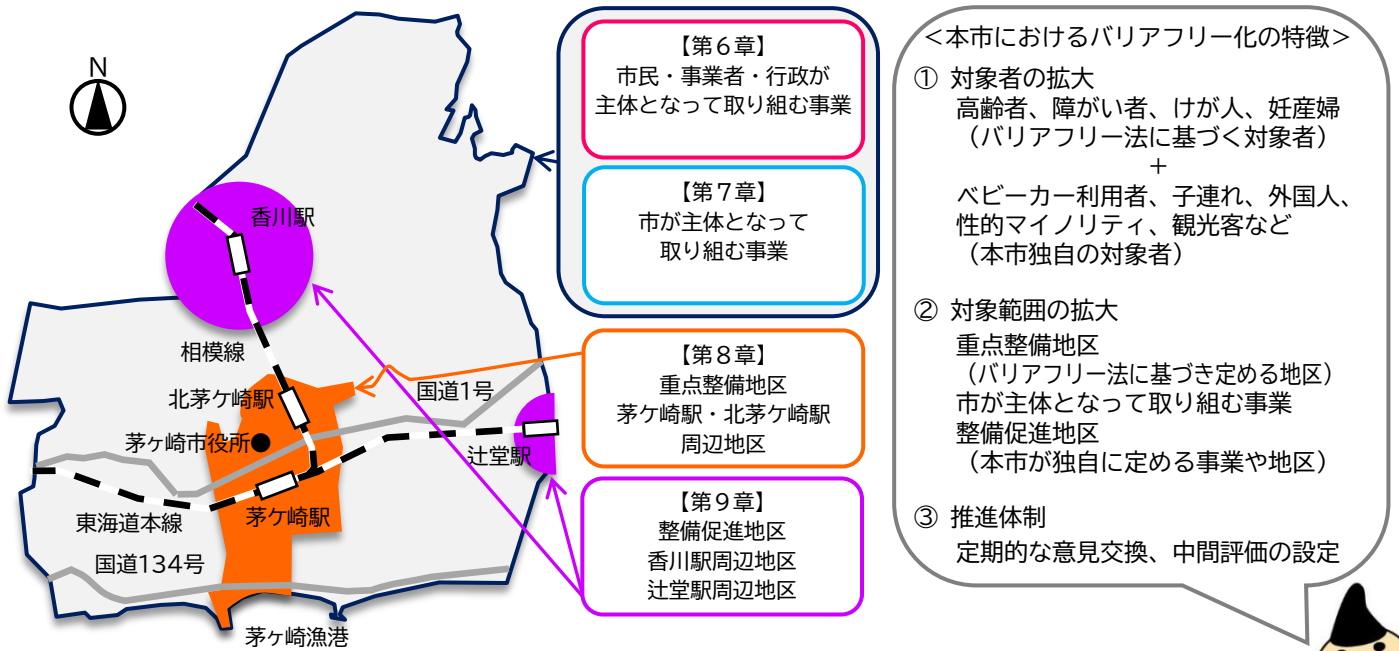 N
香川駅
相模線
北茅ケ崎駅
国道1号
茅ヶ崎市役所
辻堂駅
東海道本線
茅ケ崎駅
国道134号
茅ヶ崎漁港
【第6章】
市民・事業者・行政が
主体となって取り組む事業
【第7章】
市が主体となって
取り組む事業
【第8章】
重点整備地区
茅ケ崎駅・北茅ケ崎駅
周辺地区
【第9章】
整備促進地区
香川駅周辺地区
辻堂駅周辺地区
<本市におけるバリアフリー化の特徴>
① 対象者の拡大
高齢者、障がい者、けが人、妊産婦
(バリアフリー法に基づく対象者)
+
ベビーカー利用者、子連れ、外国人、
性的マイノリティ、観光客など
(本市独自の対象者)
② 対象範囲の拡大
重点整備地区
(バリアフリー法に基づき定める地区)
市が主体となって取り組む事業
整備促進地区
(本市が独自に定める事業や地区)
③ 推進体制
定期的な意見交換、中間評価の設定